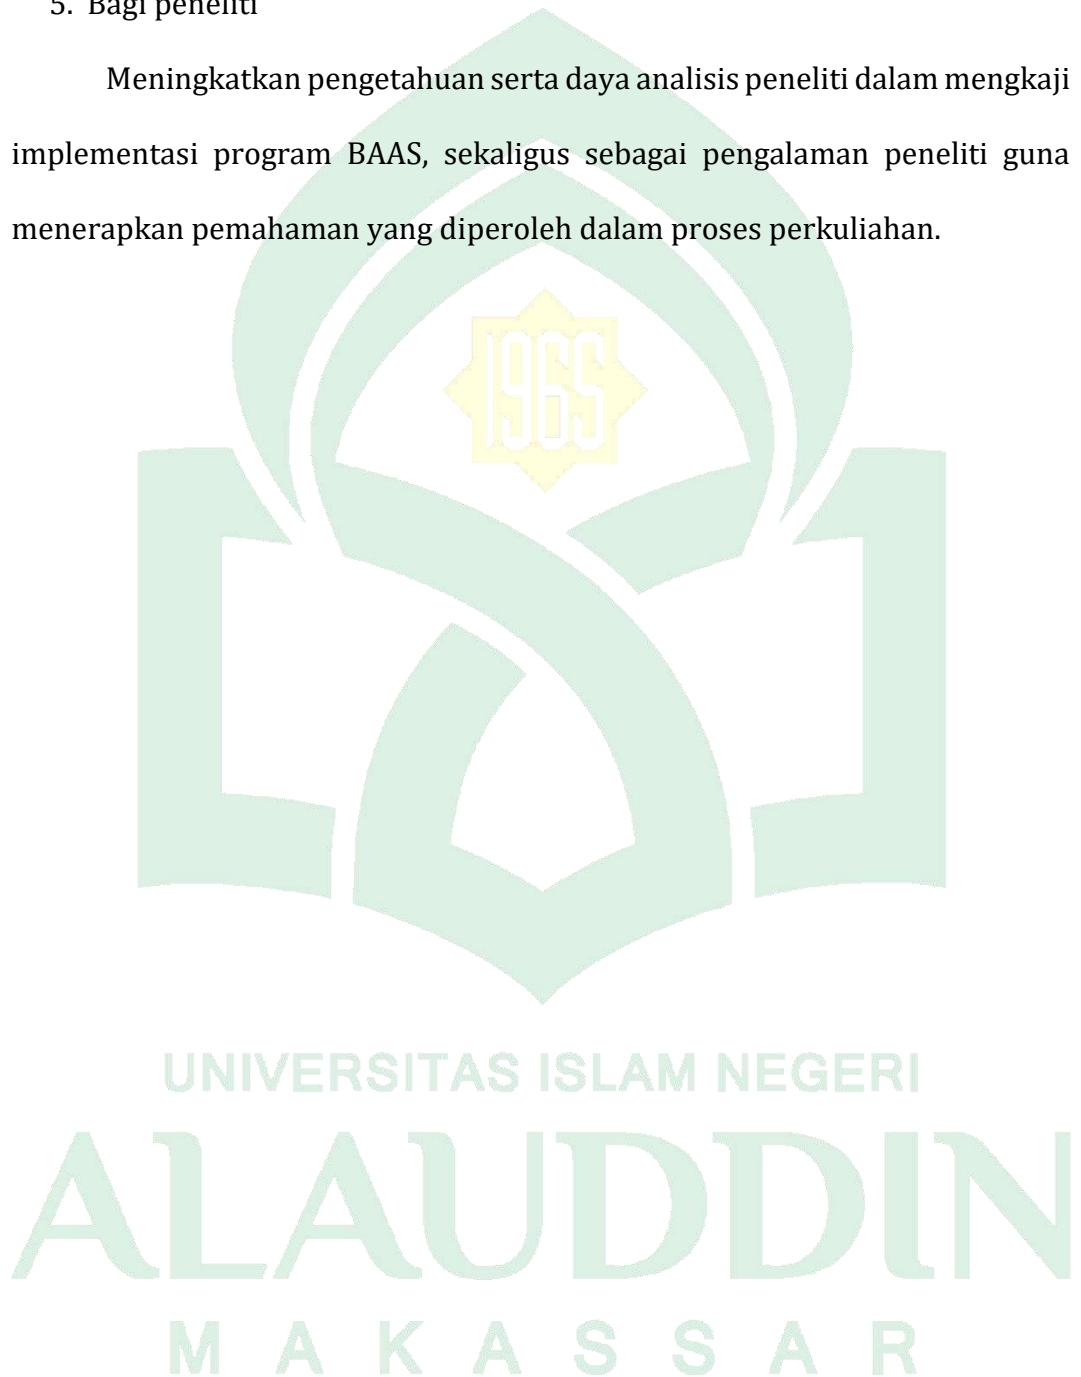 5. Bagi peneliti
Meningkatkan pengetahuan serta daya analisis peneliti dalam mengkaji
implementasi program BAAS, sekaligus sebagai pengalaman peneliti guna
menerapkan pemahaman yang diperoleh dalam proses perkuliahan.
1965
UNIVERSITAS ISLAM NEGERI
ALAUDDIN
MAKASSAR